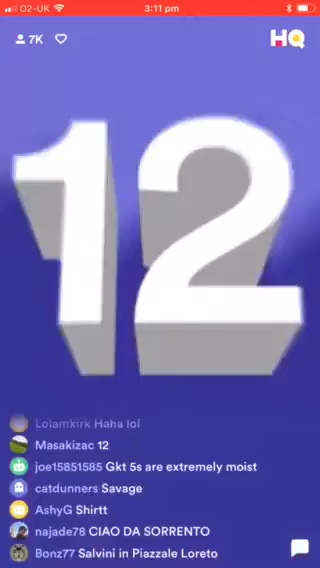 O2-UK 3:11 pm
7K HQ
12
Lolamkirk Haha lol
Masakizac 12
joe15851585 Gkt 5s are extremely moist
catdunners Savage
AshyG Shirtt
najade78 CIAO DA SORRENTO
Bonz77 Salvini in Piazzale Loreto